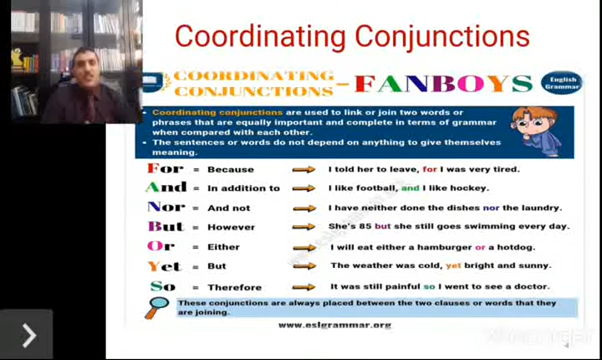 Coordinating Conjunctions
COORDINATING
CONJUNCTIONS – FANBOYS
English
Grammar
• Coordinating conjunctions are used to link or join two words or
phrases that are equally important and complete in terms of grammar
when compared with each other.
• The sentences or words do not depend on anything to give themselves
meaning.
For = Because I told her to leave, for I was very tired.
And = In addition to I like football, and I like hockey.
Nor = And not I have neither done the dishes nor the laundry.
But = However She's 85 but she still goes swimming every day.
Or = Either I will eat either a hamburger or a hotdog.
Yet = But The weather was cold, yet bright and sunny.
So = Therefore It was still painful so I went to see a doctor.
These conjunctions are always placed between the two clauses or words that they
are joining.
www.eslgrammar.org
4